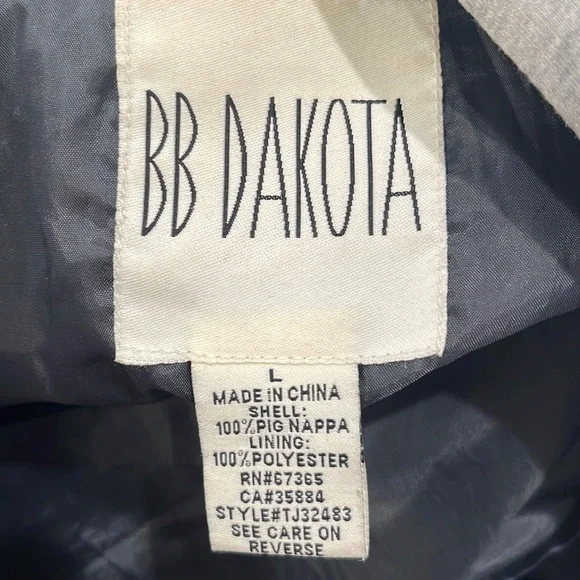 BB DAKOTA
L
MADE IN CHINA
SHELL:
100%PIG NAPPA
LINING:
100%POLYESTER
RN#67365
CA#35884
STYLE#TJ32483
SEE CARE ON
REVERSE